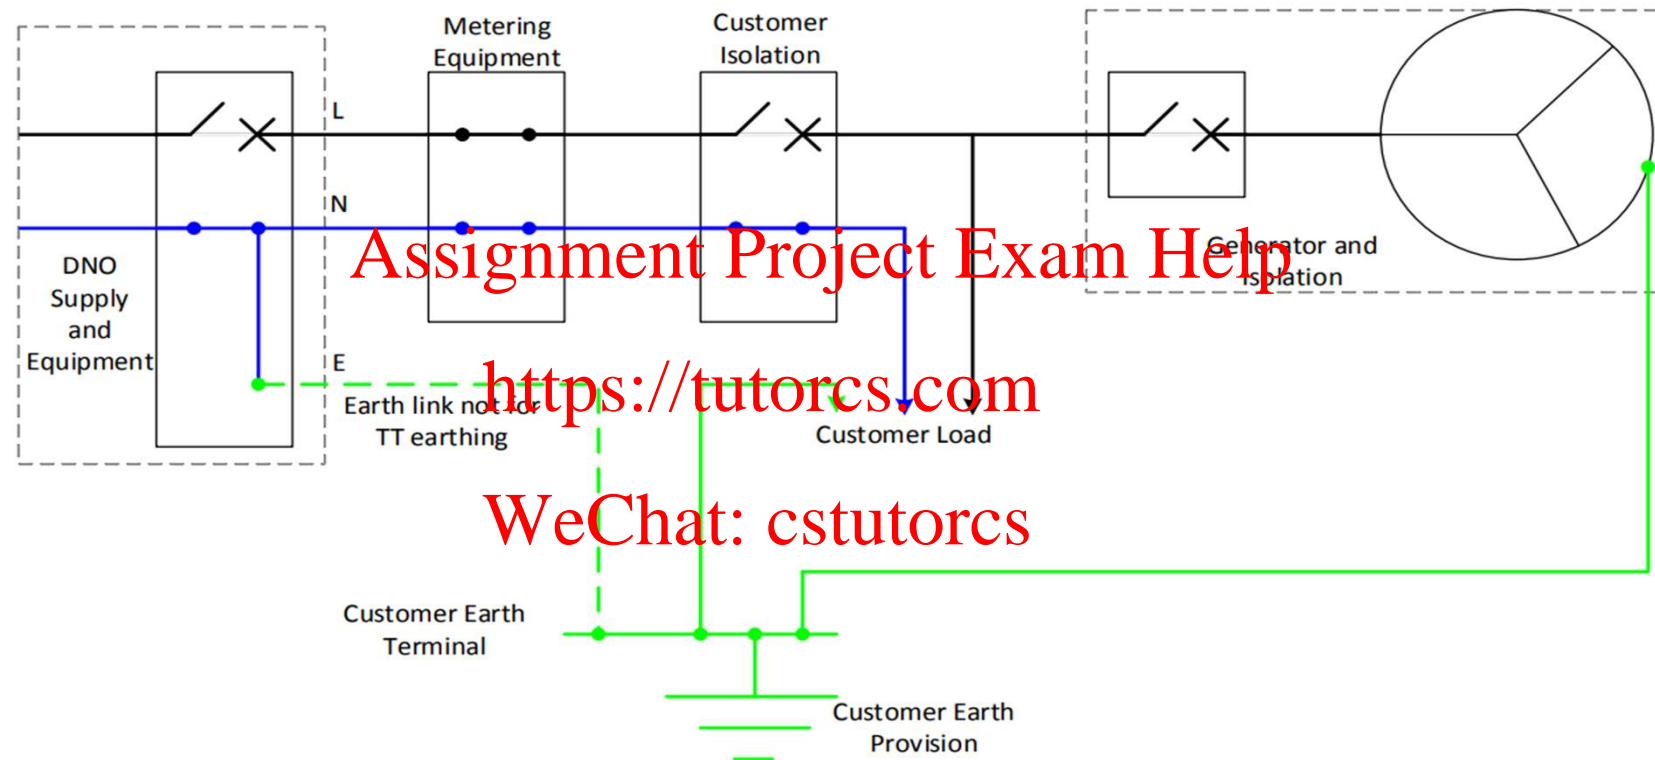 Metering
Equipment
Customer
Isolation
L
N
DNO
Supply
and
Equipment
Assignment Project Exam Help
Generator and
Isolation
E
https://tutorcs.com
Earth link not for
TT earthing
Customer Load
WeChat: cstutorcs
Customer Earth
Terminal
Customer Earth
Provision